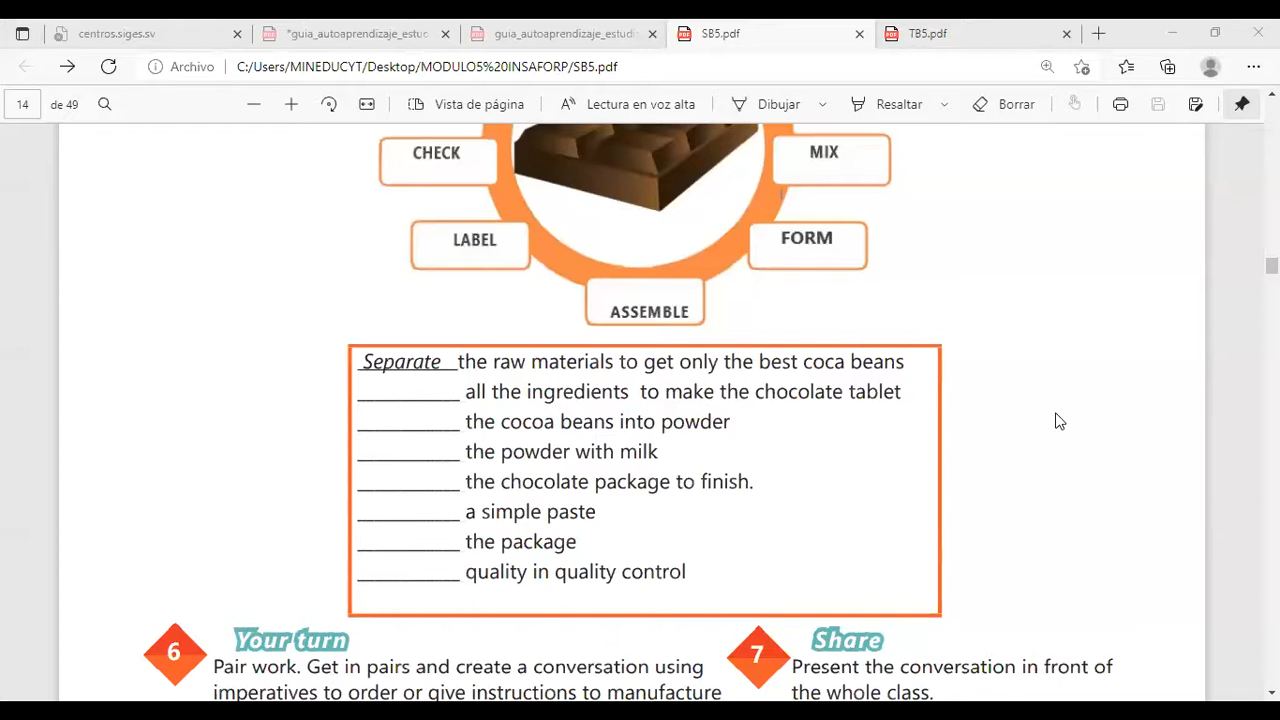 centros.siges.sv
*guia_autoaprendizaje_estudi
guia_autoaprendizaje_estudi
SB5.pdf
TB5.pdf
Archivo
C:/Users/MINEDUCYT/Desktop/MODULO5%20INSAFORP/SB5.pdf
14 de 49
Vista de página
Lectura en voz alta
Dibujar
Resaltar
Borrar
CHECK
MIX
LABEL
FORM
ASSEMBLE
Separate the raw materials to get only the best coca beans
___________ all the ingredients to make the chocolate tablet
___________ the cocoa beans into powder
___________ the powder with milk
___________ the chocolate package to finish.
___________ a simple paste
___________ the package
___________ quality in quality control
6 Your turn
Pair work. Get in pairs and create a conversation using
imperatives to order or give instructions to manufacture
7 Share
Present the conversation in front of
the whole class.